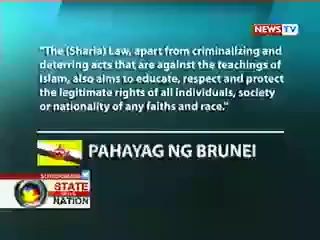 NEWSTV
"The (Sharia) Law, apart from criminalizing and
deterring acts that are against the teachings of
Islam, also aims to educate, respect and protect
the legitimate rights of all individuals, society
or nationality of any faiths and race."
PAHAYAG NG BRUNEI
STATE
NATION